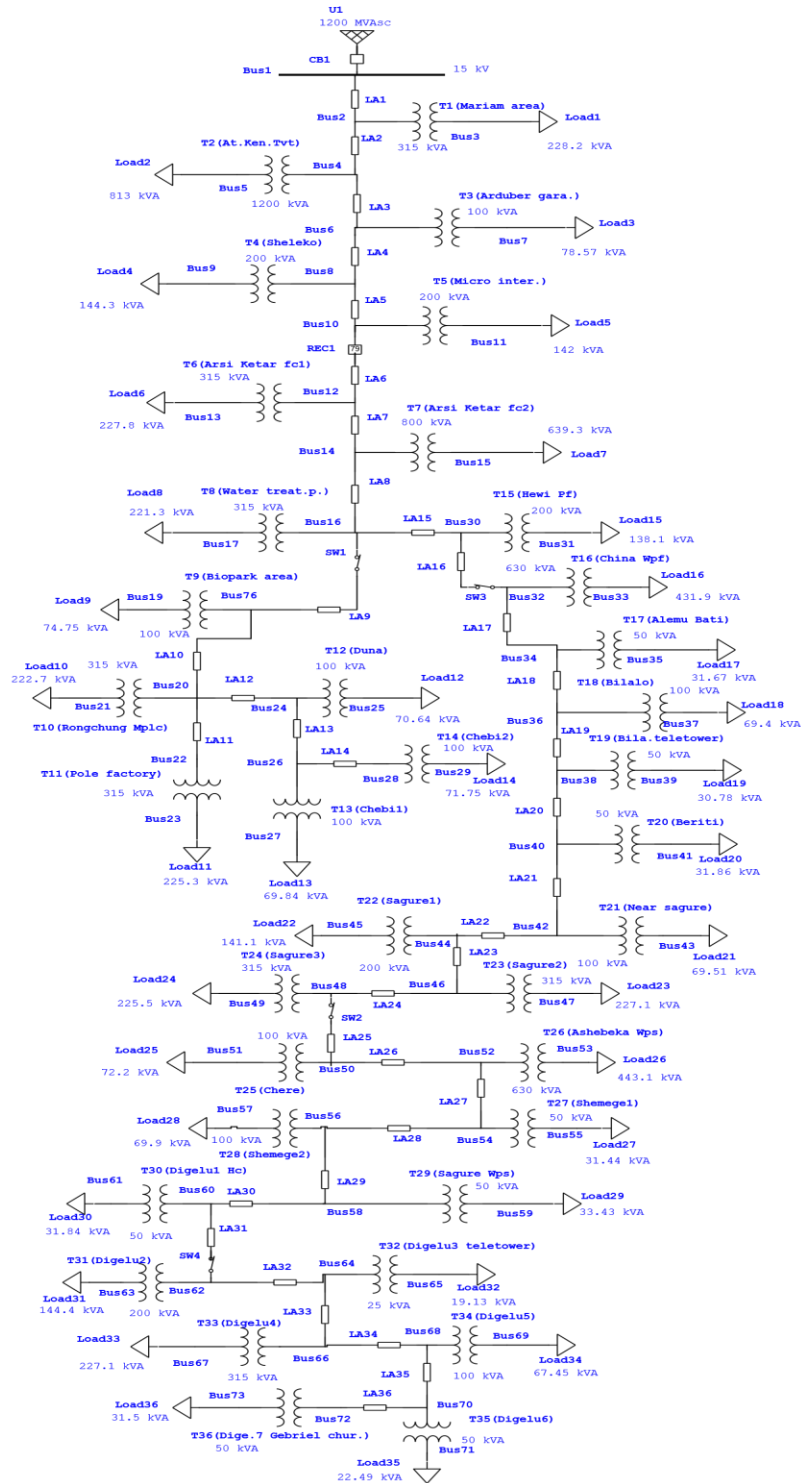 U1
1200 MVAsc
CB1
Bus1
15 kV
LA1
T1(Mariam area)
Bus2
Bus3
Load1
315 kVA
228.2 kVA
LA2
T2(At.Ken.Tvt)
Load2
Bus4
Bus5
813 kVA
1200 kVA
LA3
T3(Arduber gara.)
100 kVA
Bus6
Load3
Bus7
78.57 kVA
T4(Sheleko)
200 kVA
LA4
Load4
Bus9
Bus8
144.3 kVA
T5(Micro inter.)
200 kVA
LA5
Bus10
Load5
Bus11
142 kVA
REC1
79
T6(Arsi Ketar fc1)
315 kVA
LA6
Load6
Bus12
Bus13
227.8 kVA
T7(Arsi Ketar fc2)
800 kVA
LA7
639.3 kVA
Bus14
Bus15
Load7
LA8
T8(Water treat.p.)
315 kVA
Load8
221.3 kVA
Bus16
Bus17
LA15
Bus30
T15(Hewi Pf)
200 kVA
Load15
Bus31
138.1 kVA
SW1
LA16
T16(China Wpf)
630 kVA
Load16
SW3
Bus32
Bus33
431.9 kVA
T9(Biopark area)
Load9
Bus19
Bus76
74.75 kVA
100 kVA
LA9
LA17
T17(Alemu Bati)
50 kVA
Bus34
Bus35
Load17
31.67 kVA
LA10
Load10
315 kVA
222.7 kVA
Bus21
Bus20
T10(Rongchung Mplc)
LA12
Bus24
T12(Duna)
100 kVA
Bus25
Load12
70.64 kVA
LA18
T18(Bilalo)
100 kVA
Bus36
Bus37
Load18
69.4 kVA
LA11
LA13
Bus22
T11(Pole factory)
315 kVA
Bus23
Load11
225.3 kVA
Bus26
LA14
T14(Chebi2)
100 kVA
Bus28
Bus29
Load14
71.75 kVA
T13(Chebi1)
100 kVA
Bus27
Load13
69.84 kVA
LA19
T19(Bila.teletower)
50 kVA
Bus38
Bus39
Load19
30.78 kVA
LA20
50 kVA
T20(Beriti)
Bus40
Bus41
Load20
31.86 kVA
LA21
T22(Sagure1)
Load22
Bus45
141.1 kVA
Bus44
200 kVA
LA22
Bus42
T21(Near sagure)
Bus43
100 kVA
Load21
69.51 kVA
LA23
T24(Sagure3)
315 kVA
Load24
Bus48
Bus49
225.5 kVA
LA24
Bus46
T23(Sagure2)
315 kVA
Bus47
Load23
227.1 kVA
SW2
LA25
100 kVA
Load25
Bus51
72.2 kVA
Bus50
T25(Chere)
LA26
Bus52
T26(Ashebeka Wps)
Bus53
Load26
443.1 kVA
630 kVA
LA27
T27(Shemege1)
50 kVA
Load28
Bus57
Bus56
69.9 kVA
100 kVA
T28(Shemege2)
LA28
Bus54
Bus55
Load27
31.44 kVA
LA29
T30(Digelu1 Hc)
T29(Sagure Wps)
50 kVA
Bus61
Bus60
LA30
Load30
31.84 kVA
50 kVA
Bus58
Bus59
Load29
33.43 kVA
LA31
SW4
T31(Digelu2)
Load31
Bus63
Bus62
144.4 kVA
200 kVA
LA32
Bus64
T32(Digelu3 teletower)
Bus65
Load32
25 kVA
19.13 kVA
LA33
T33(Digelu4)
Load33
Bus67
Bus66
227.1 kVA
315 kVA
LA34
Bus68
T34(Digelu5)
Bus69
Load34
67.45 kVA
100 kVA
LA35
Load36
Bus73
31.5 kVA
Bus72
LA36
T36(Dige.7 Gebriel chur.)
50 kVA
Bus70
T35(Digelu6)
50 kVA
Bus71
Load35
22.49 kVA